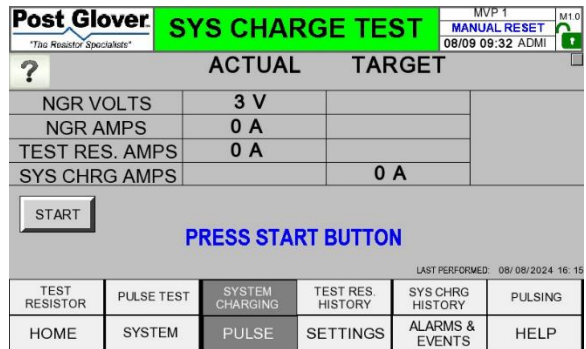 Post Glover
"The Resistor Specialists"
SYS CHARGE TEST
MVP 1
MANUAL RESET
08/09 09:32 ADMI
M1.0
?
ACTUAL TARGET
NGR VOLTS 3 V
NGR AMPS 0 A
TEST RES. AMPS 0 A
SYS CHRG AMPS 0 A
START
PRESS START BUTTON
LAST PERFORMED: 08/08/2024 16:15
TEST
RESISTOR
PULSE TEST
SYSTEM
CHARGING
TEST RES.
HISTORY
SYS CHRG
HISTORY
PULSING
HOME
SYSTEM
PULSE
SETTINGS
ALARMS &
EVENTS
HELP